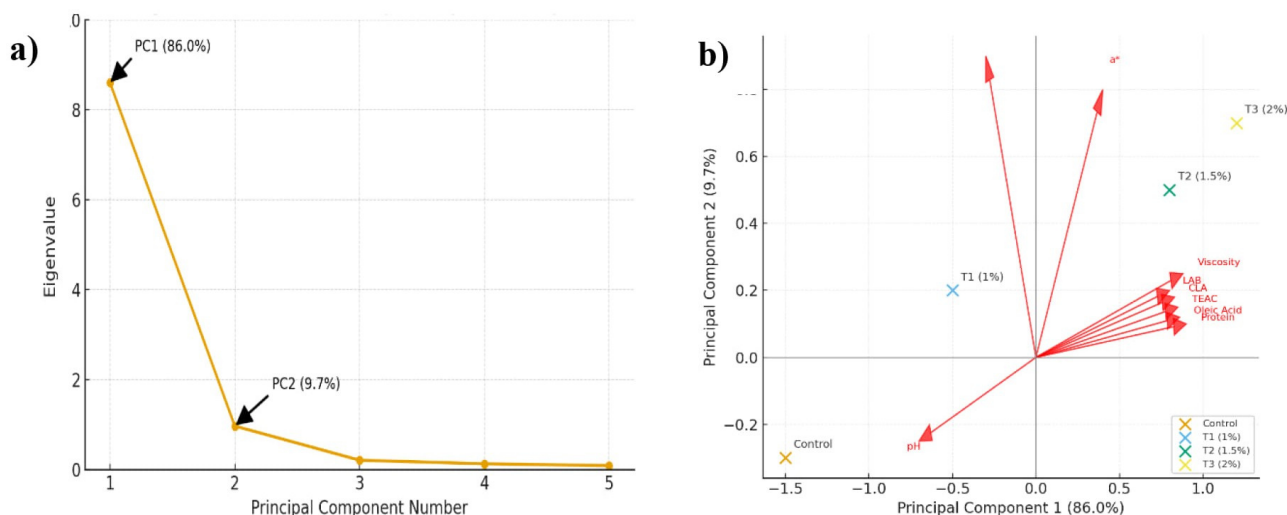 a)
PC1 (86.0%)
PC2 (9.7%)
Eigenvalue
8
6
4
2
0
1 2 3 4 5
Principal Component Number
b)
a*
T3 (2%)
T2 (1.5%)
T1 (1%)
Viscosity
LAB
CLA
TEAC
Oleic Acid
Protein
pH
Control
Principal Component 2 (9.7%)
0.6
0.4
0.2
0.0
−0.2
−1.5 −1.0 −0.5 0.0 0.5 1.0
Principal Component 1 (86.0%)
Control
T1 (1%)
T2 (1.5%)
T3 (2%)